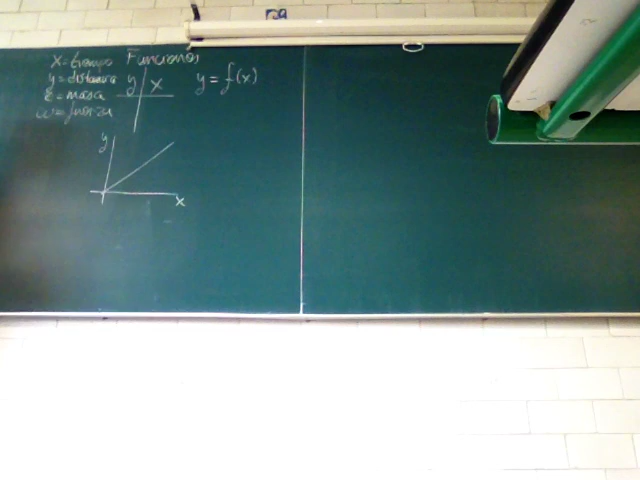 Funciones
x = tiempo
y = distancia
z = masa
w = fuerza
y x
y = f(x)
y
x